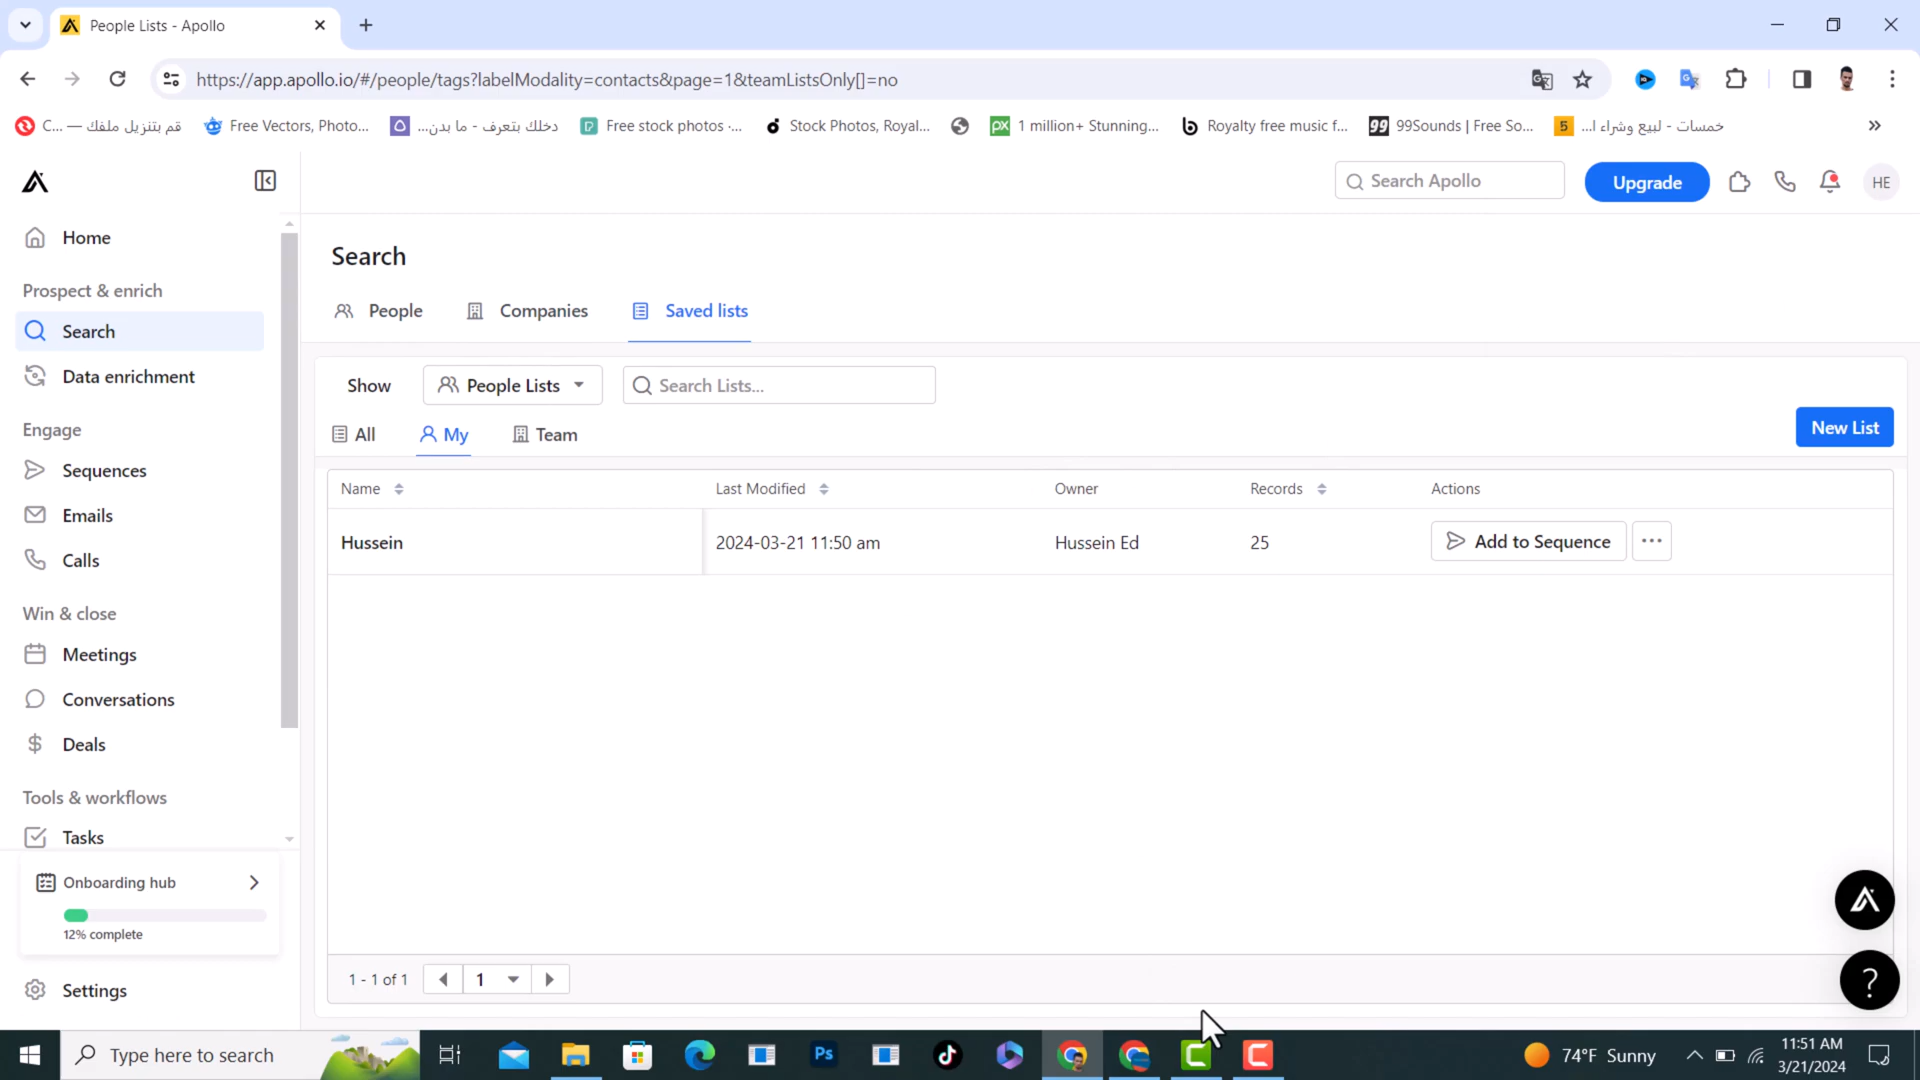 People Lists - Apollo
https://app.apollo.io/#/people/tags?labelModality=contacts&page=1&teamListsOnly[]=no
قم بتنزيل ملفك — C...
Free Vectors, Photo...
دخلك بتعرف - ما بدن...
Free stock photos ·...
Stock Photos, Royal...
1 million+ Stunning...
Royalty free music f...
99Sounds | Free So...
خمسات - لبيع وشراء ا...
Search Apollo
Upgrade
HE
Home
Prospect & enrich
Search
Data enrichment
Engage
Sequences
Emails
Calls
Win & close
Meetings
Conversations
Deals
Tools & workflows
Tasks
Onboarding hub
12% complete
Settings
Search
People
Companies
Saved lists
Show
People Lists
Search Lists...
All
My
Team
New List
Name
Last Modified
Owner
Records
Actions
Hussein
2024-03-21 11:50 am
Hussein Ed
25
Add to Sequence
1 - 1 of 1
1
?
Type here to search
Ps
74°F Sunny
11:51 AM
3/21/2024